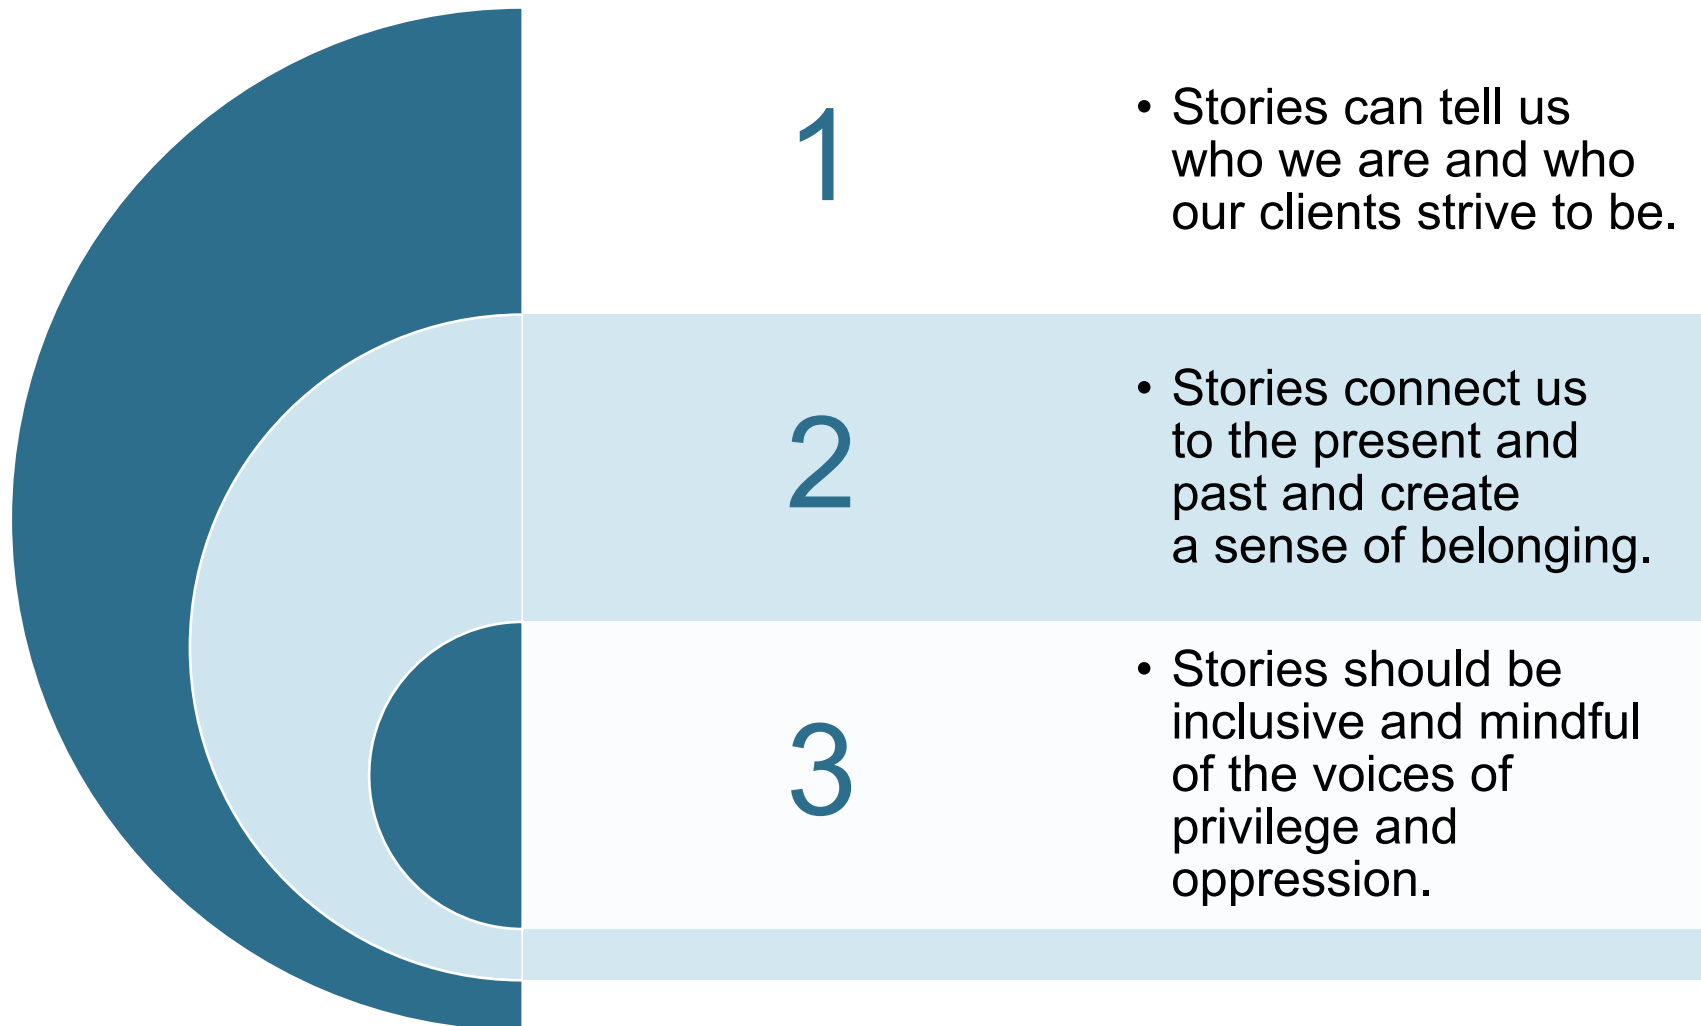 1
• Stories can tell us
who we are and who
our clients strive to be.
2
• Stories connect us
to the present and
past and create
a sense of belonging.
3
• Stories should be
inclusive and mindful
of the voices of
privilege and
oppression.